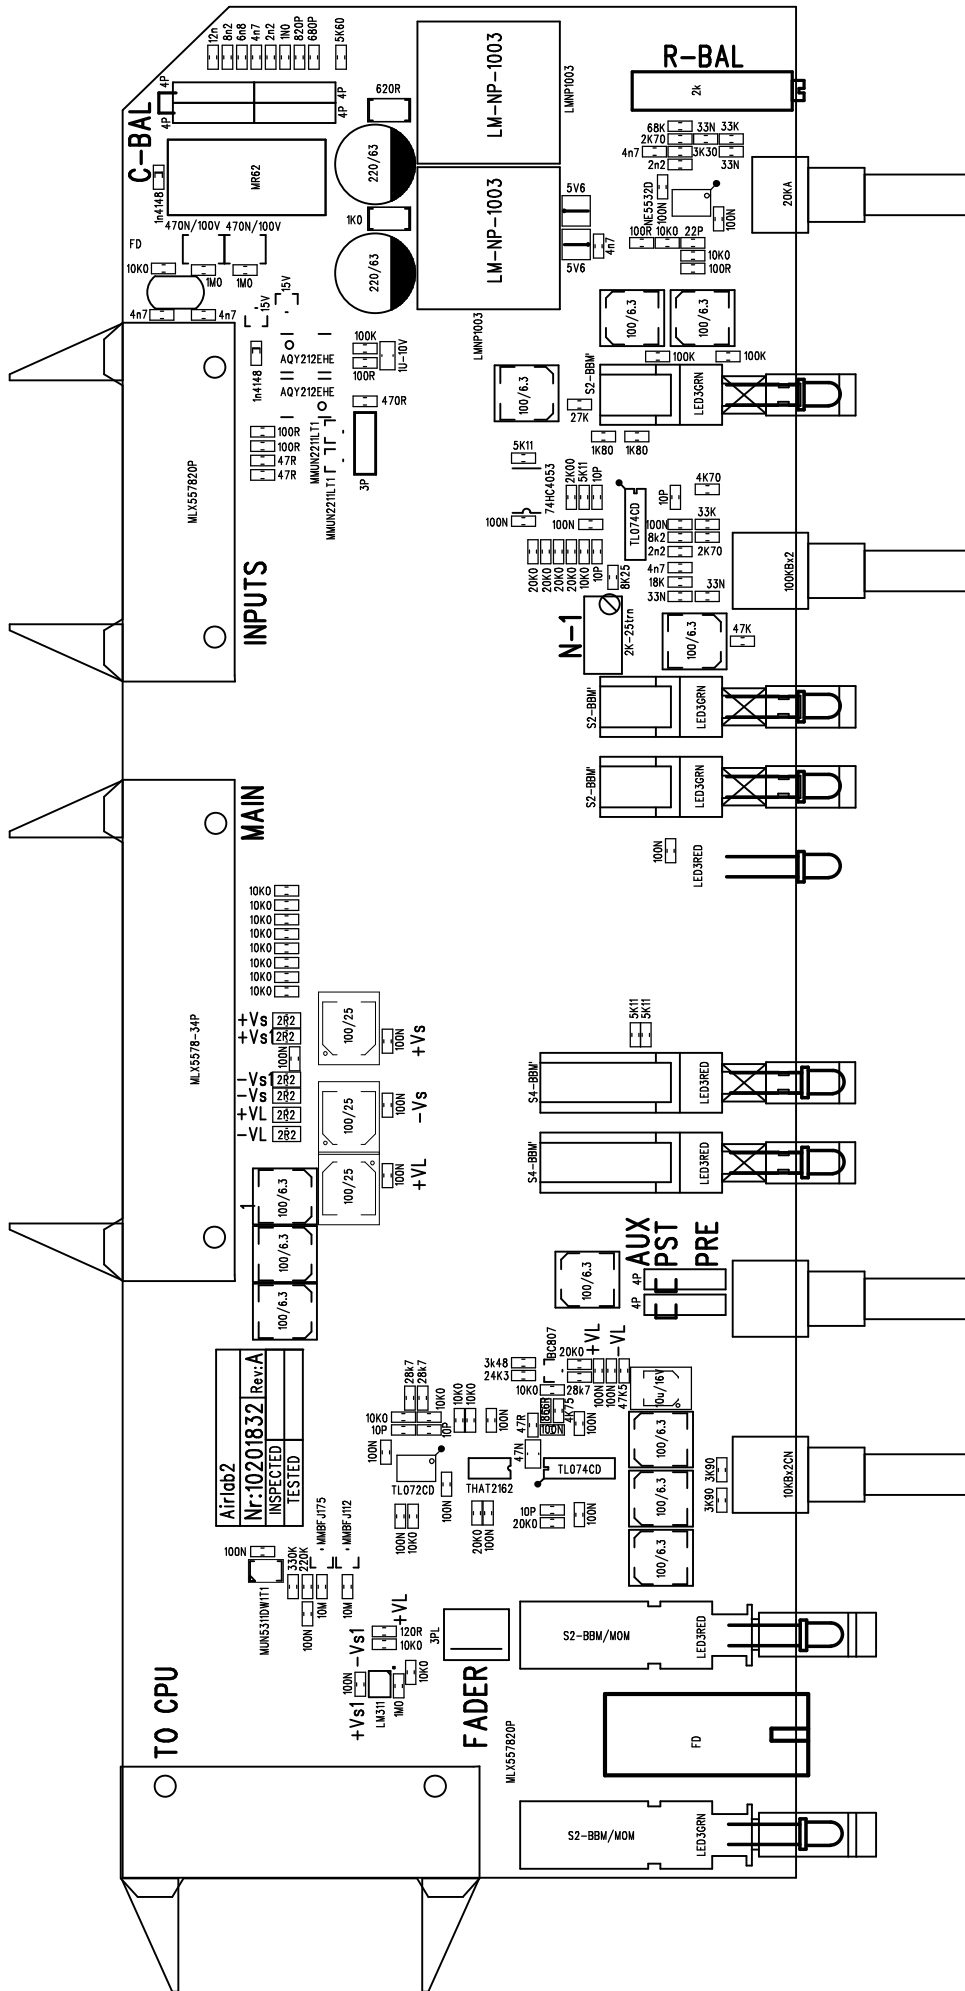 12n
8n2
6n8
4n7
2n2
1N0
820P
680P
5K60
4P
4P
4P
4P
C-BAL
620R
LM-NP-1003
LMNP1003
R-BAL
2k
MR62
1n4148
220/63
1K0
470N/100V
470N/100V
FD
10K0
1M0
1M0
15V
15V
4n7
4n7
220/63
LM-NP-1003
LMNP1003
5V6
5V6
4n7
68K
33N
33K
2K70
4n7
3K30
2n2
33N
NE5532D
100N
100N
20KA
100R
10K0
22P
10K0
100R
100/6.3
100/6.3
100K
100K
AQY212EHE
AQY212EHE
1n4148
100K
100R
1U-10V
470R
100R
100R
47R
47R
MMUN2211LT1
MMUN2211LT1
3P
MLX557820P
INPUTS
100/6.3
27K
S2-BBM'
LED3GRN
1K80
1K80
5K11
74HC4053
100N
2K00
5K11
10P
100N
TL074CD
10P
4K70
100N
33K
8k2
2n2
2K70
4n7
18K
33N
33N
100KBx2
20K0
20K0
20K0
20K0
10K0
10P
8K25
N-1
2K-25trn
100/6.3
47K
S2-BBM'
LED3GRN
S2-BBM'
LED3GRN
100N
LED3RED
MAIN
10K0
10K0
10K0
10K0
10K0
10K0
10K0
10K0
MLX5578-34P
+Vs
2R2
+Vs1
2R2
100N
-Vs1
2R2
-Vs
2R2
+VL
2R2
-VL
2R2
100/25
100N
+Vs
100/25
100N
-Vs
100/25
100N
+VL
5K11
5K11
S4-BBM'
LED3RED
S4-BBM'
LED3RED
1
100/6.3
100/6.3
100/6.3
AUX
PST
PRE
4P
4P
100/6.3
Airlab2
Nr:10201832
Rev:A
INSPECTED
TESTED
28k7
28k7
10K0
10K0
10P
10P
100N
10K0
10K0
100N
TL072CD
100N
100N
10K0
THAT2162
20K0
100N
3k48
24K3
BC807
20K0
10K0
28k7
+VL
-VL
100N
100N
47K5
10u/16V
47R
866R
4K75
100N
100N
47N
TL074CD
10P
20K0
100N
100/6.3
100/6.3
100/6.3
3K90
3K90
10KBx2CN
100N
MUN5311DW1T1
330K
220K
MMBFJ175
MMBFJ112
100N
10M
10M
+VL
120R
10K0
-Vs1
100N
+Vs1
LM311
1M0
10K0
3PL
FADER
TO CPU
MLX557820P
S2-BBM/MOM
LED3RED
FD
S2-BBM/MOM
LED3GRN